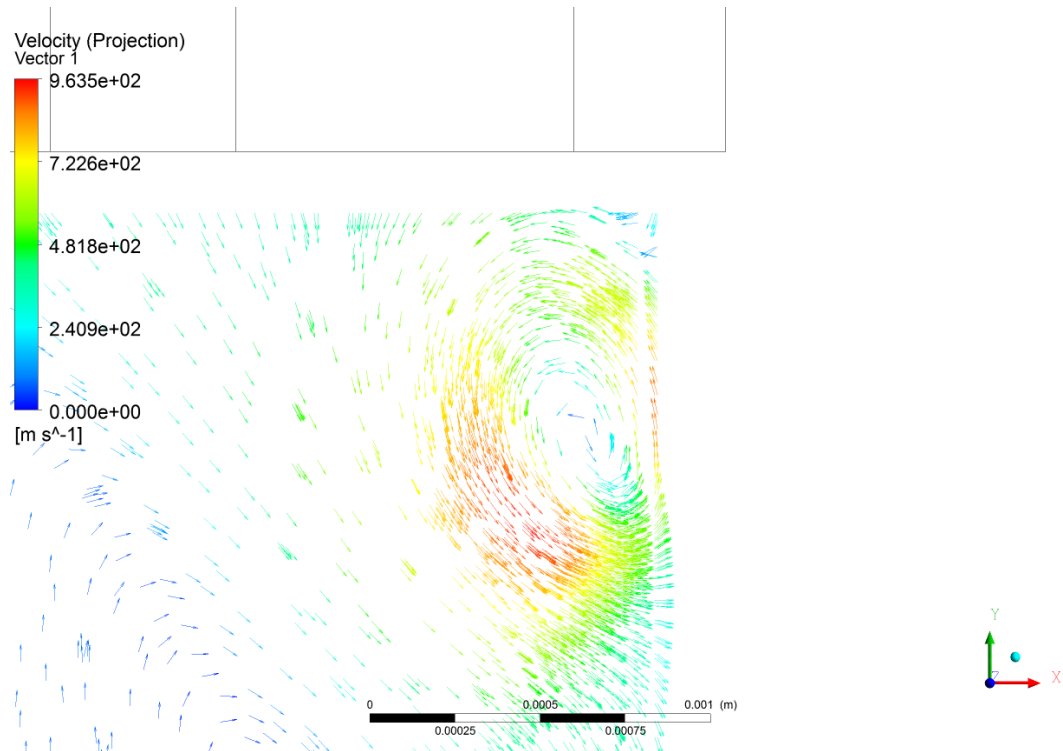 Velocity (Projection)
Vector 1
9.635e+02
7.226e+02
4.818e+02
2.409e+02
0.000e+00
[m s^-1]
0 0.0005 0.001 (m)
0.00025 0.00075
Y
Z X